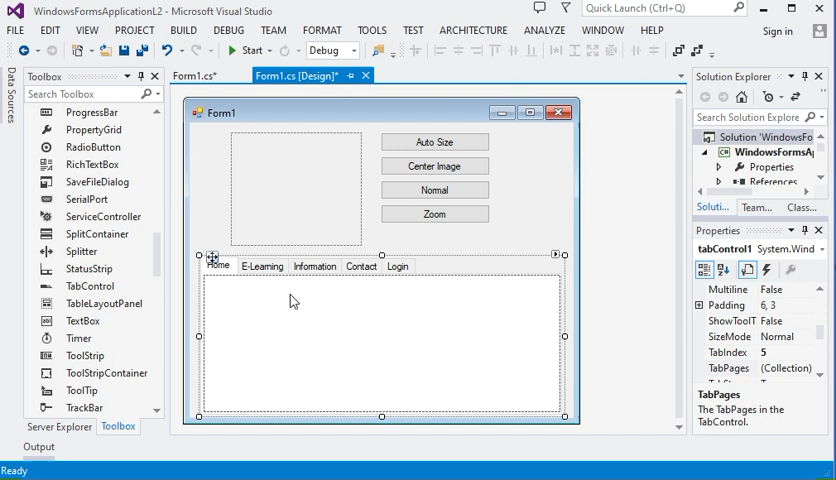 WindowsFormsApplicationL2 - Microsoft Visual Studio
Quick Launch (Ctrl+Q)
FILE EDIT VIEW PROJECT BUILD DEBUG TEAM FORMAT TOOLS TEST ARCHITECTURE ANALYZE WINDOW HELP
Sign in
Start
Debug
Data Sources
Toolbox
Search Toolbox
ProgressBar
PropertyGrid
RadioButton
RichTextBox
SaveFileDialog
SerialPort
ServiceController
SplitContainer
Splitter
StatusStrip
TabControl
TableLayoutPanel
TextBox
Timer
ToolStrip
ToolStripContainer
ToolTip
TrackBar
Server Explorer Toolbox
Output
Ready
Form1.cs*
Form1.cs [Design]*
Form1
Auto Size
Center Image
Normal
Zoom
Home E-Learning Information Contact Login
Solution Explorer
Search Solution Explore
Solution 'WindowsFo
WindowsFormsAp
Properties
References
Soluti... Team... Class...
Properties
tabControl1 System.Wind
Multiline False
Padding 6, 3
ShowToolT False
SizeMode Normal
TabIndex 5
TabPages (Collection)
TabPages
The TabPages in the
TabControl.